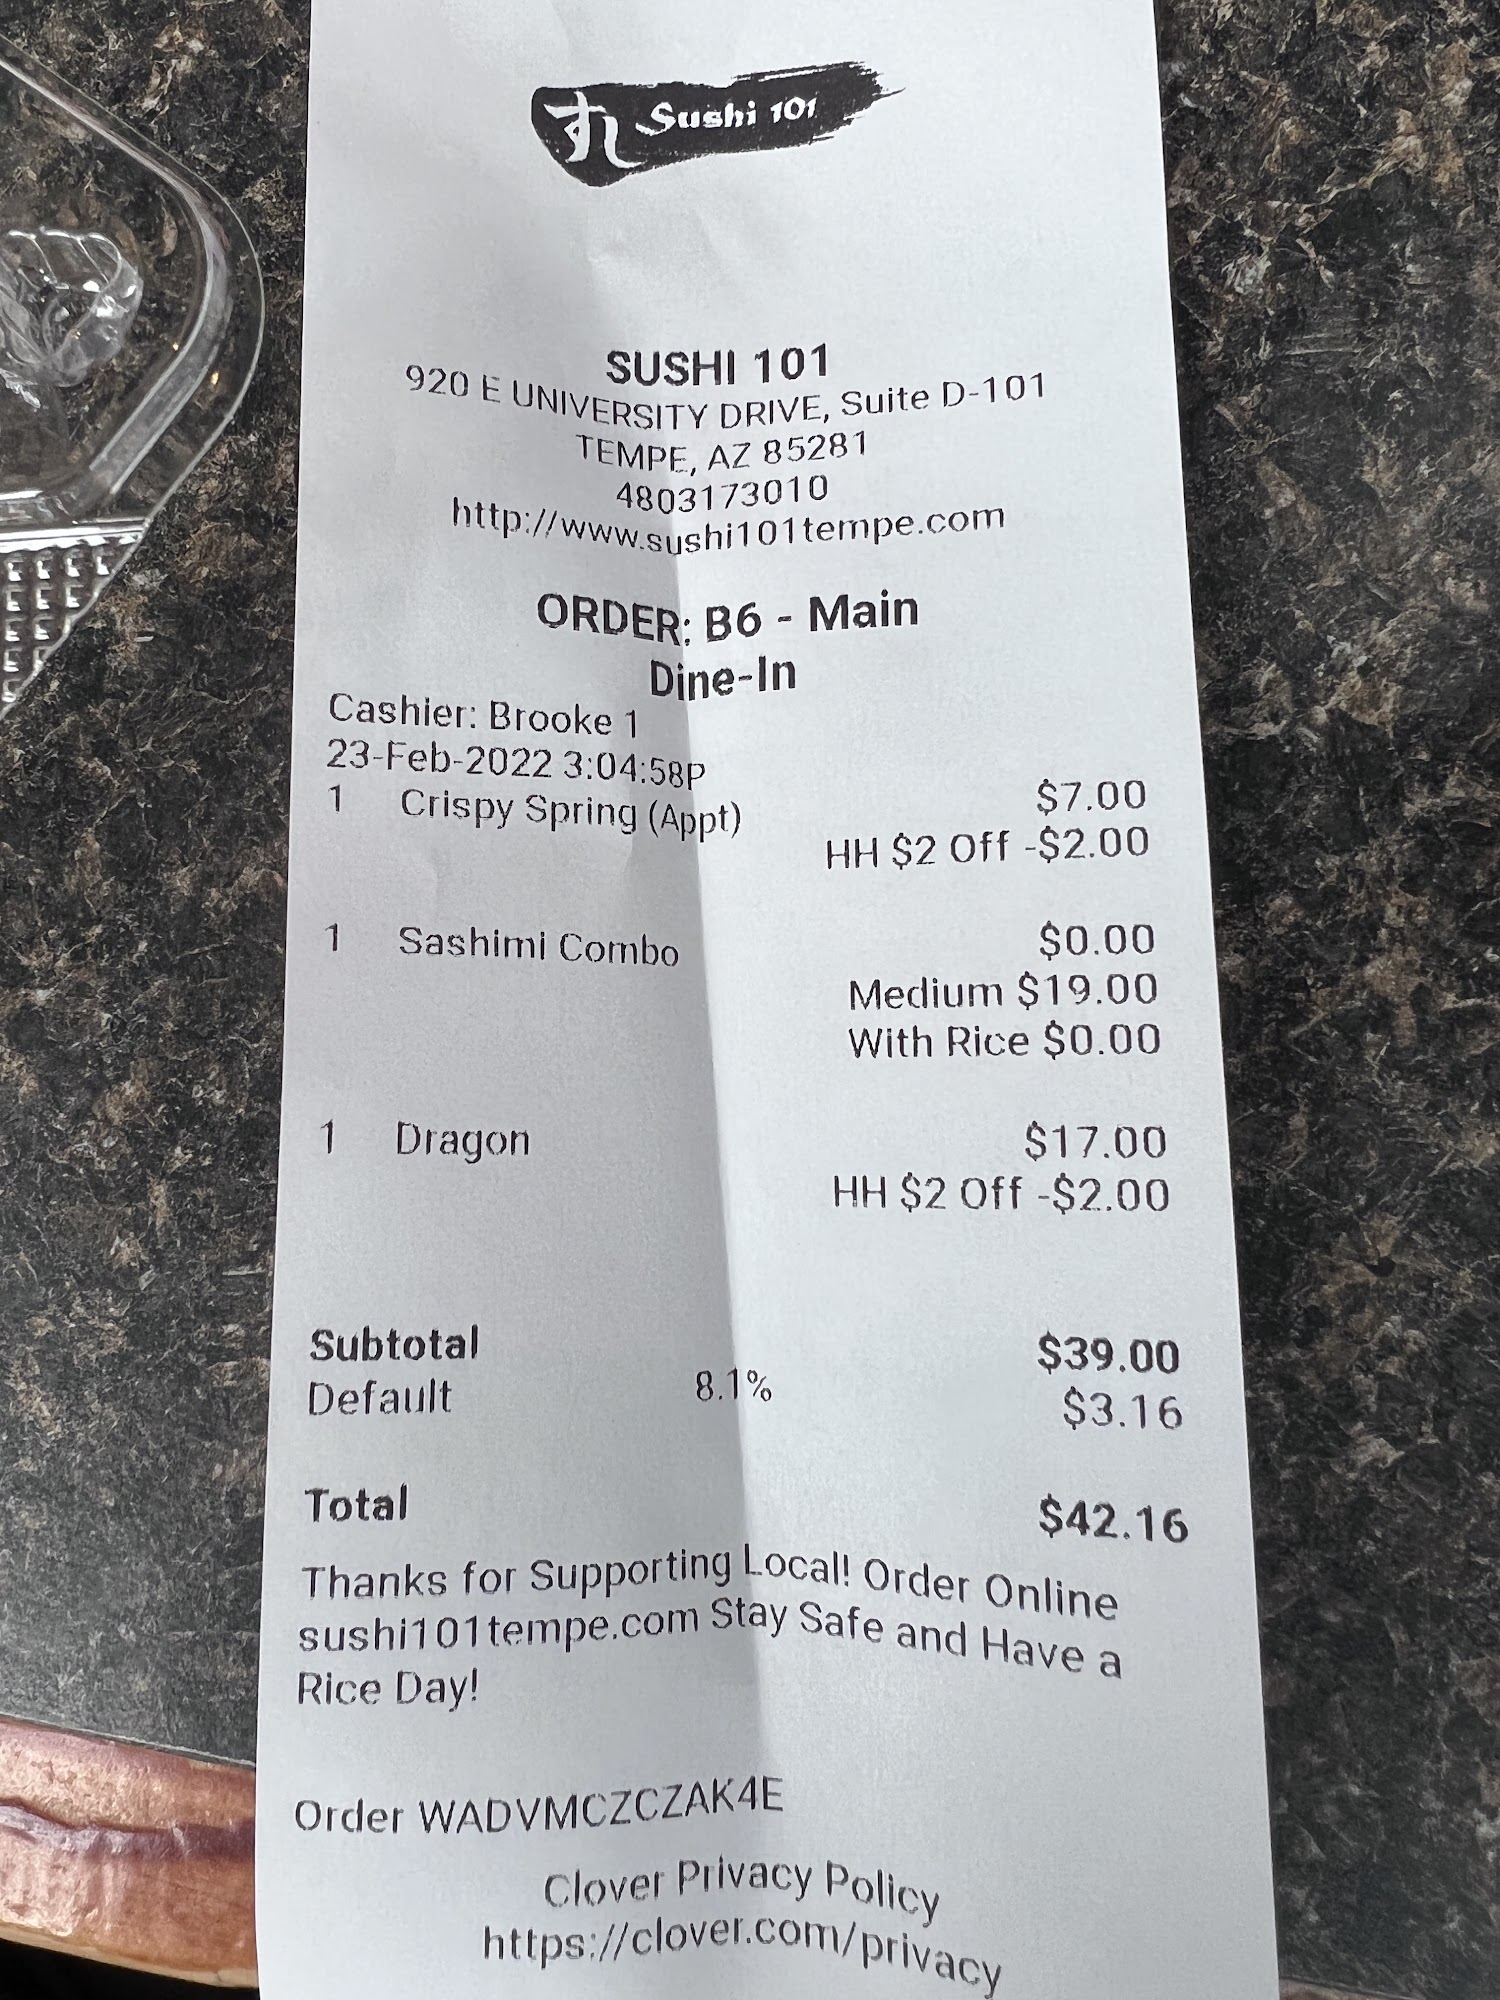 すし Sushi 101
SUSHI 101
920 E UNIVERSITY DRIVE, Suite D-101
TEMPE, AZ 85281
4803173010
http://www.sushi101tempe.com
ORDER: B6 - Main
Dine-In
Cashier: Brooke 1
23-Feb-2022 3:04:58P
1 Crispy Spring (Appt) $7.00
HH $2 Off -$2.00
1 Sashimi Combo $0.00
Medium $19.00
With Rice $0.00
1 Dragon $17.00
HH $2 Off -$2.00
Subtotal $39.00
Default 8.1% $3.16
Total $42.16
Thanks for Supporting Local! Order Online
sushi101tempe.com Stay Safe and Have a
Rice Day!
Order WADVMCZCZAK4E
Clover Privacy Policy
https://clover.com/privacy